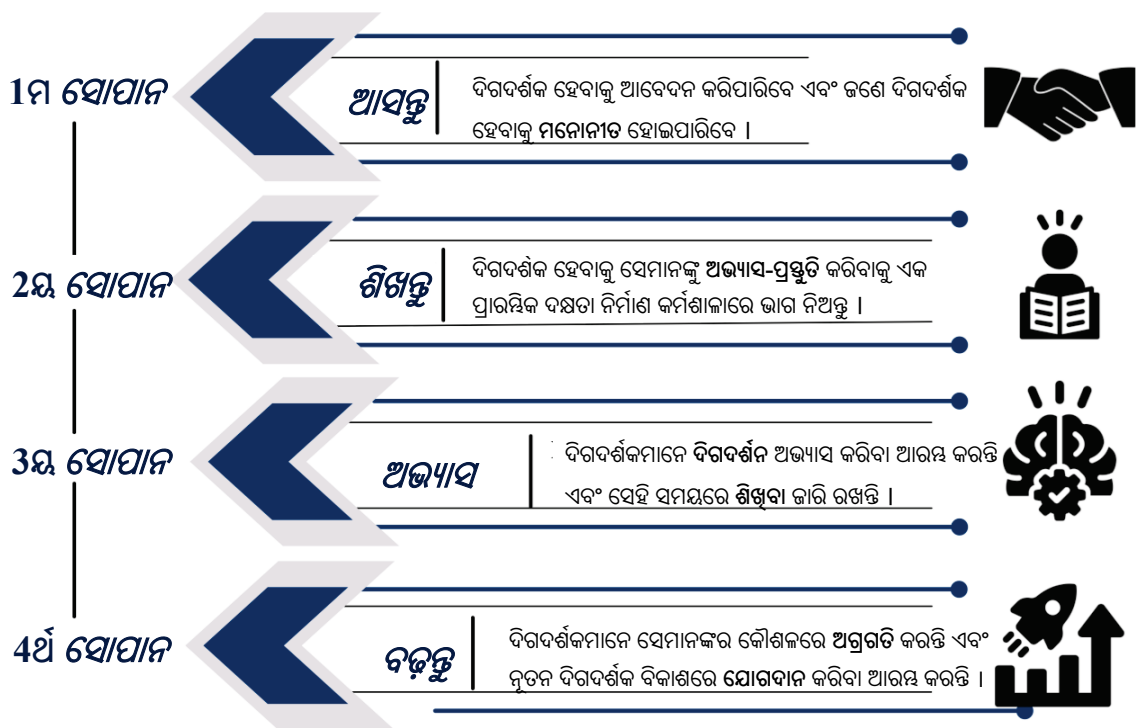 1ମ ସୋପାନ
ଆସନ୍ତୁ
ଦିଗଦର୍ଶକ ହେବାକୁ ଆବେଦନ କରିପାରିବେ ଏବଂ ଜଣେ ଦିଗଦର୍ଶକ
ହେବାକୁ ମନୋନୀତ ହୋଇପାରିବେ ।
2ୟ ସୋପାନ
ଶିଖନ୍ତୁ
ଦିଗଦର୍ଶକ ହେବାକୁ ସେମାନଙ୍କୁ ଅଭ୍ୟାସ-ପ୍ରସ୍ତୁତି କରିବାକୁ ଏକ
ପ୍ରାରମ୍ଭିକ ଦକ୍ଷତା ନିର୍ମାଣ କର୍ମଶାଳାରେ ଭାଗ ନିଅନ୍ତୁ ।
3ୟ ସୋପାନ
ଅଭ୍ୟାସ
ଦିଗଦର୍ଶକମାନେ ଦିଗଦର୍ଶନ ଅଭ୍ୟାସ କରିବା ଆରମ୍ଭ କରନ୍ତି
ଏବଂ ସେହି ସମୟରେ ଶିଖିବା ଜାରି ରଖନ୍ତି ।
4ର୍ଥ ସୋପାନ
ବଢ଼ନ୍ତୁ
ଦିଗଦର୍ଶକମାନେ ସେମାନଙ୍କର କୌଶଳରେ ଅଗ୍ରଗତି କରନ୍ତି ଏବଂ
ନୂତନ ଦିଗଦର୍ଶକ ବିକାଶରେ ଯୋଗଦାନ କରିବା ଆରମ୍ଭ କରନ୍ତି ।